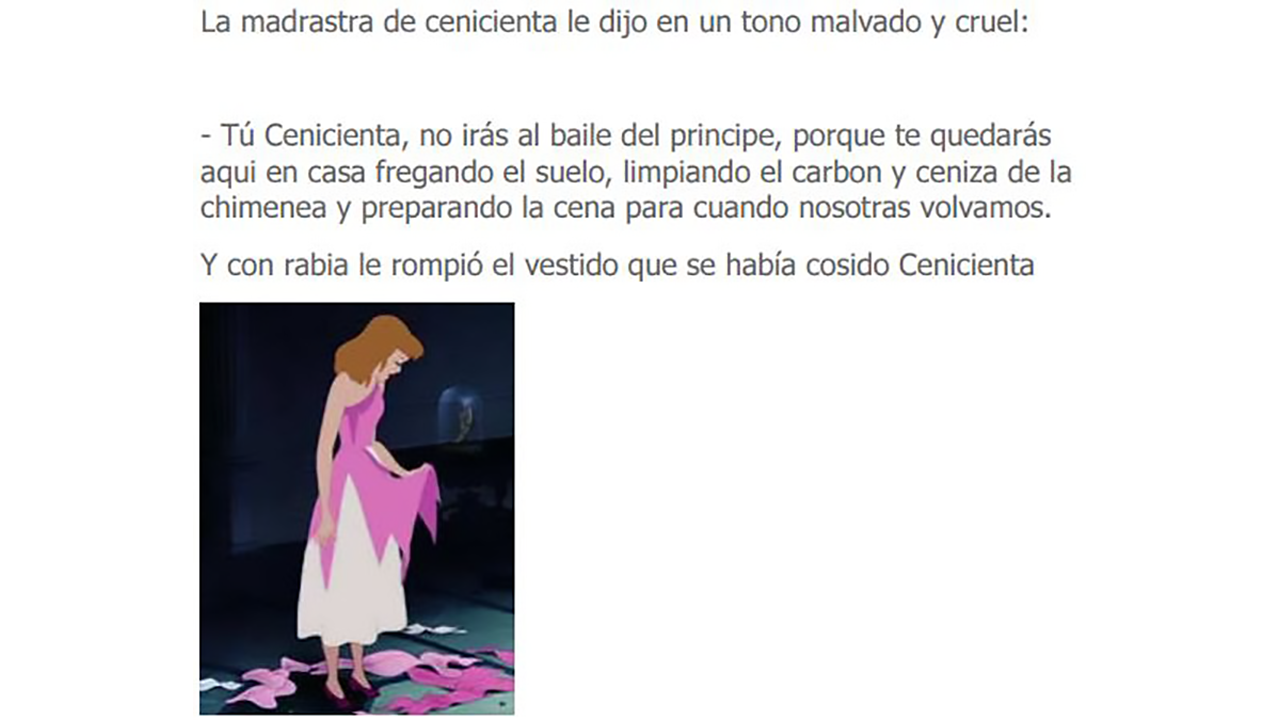 La madrastra de cenicienta le dijo en un tono malvado y cruel:
- Tú Cenicienta, no irás al baile del principe, porque te quedarás
aqui en casa fregando el suelo, limpiando el carbon y ceniza de la
chimenea y preparando la cena para cuando nosotras volvamos.
Y con rabia le rompió el vestido que se había cosido Cenicienta